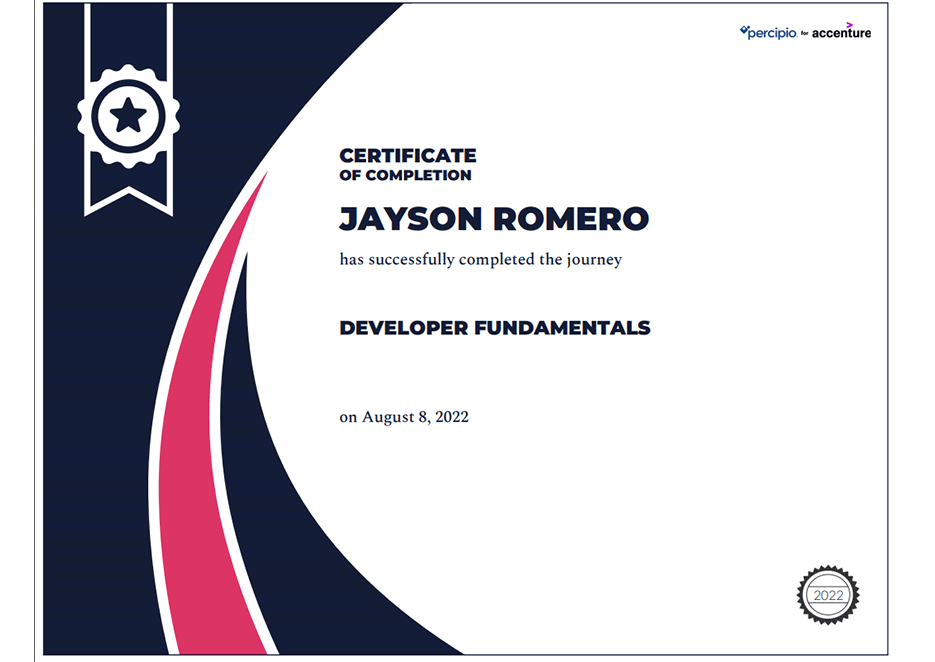 percipio. for accenture
CERTIFICATE
OF COMPLETION
JAYSON ROMERO
has successfully completed the journey
DEVELOPER FUNDAMENTALS
on August 8, 2022
2022